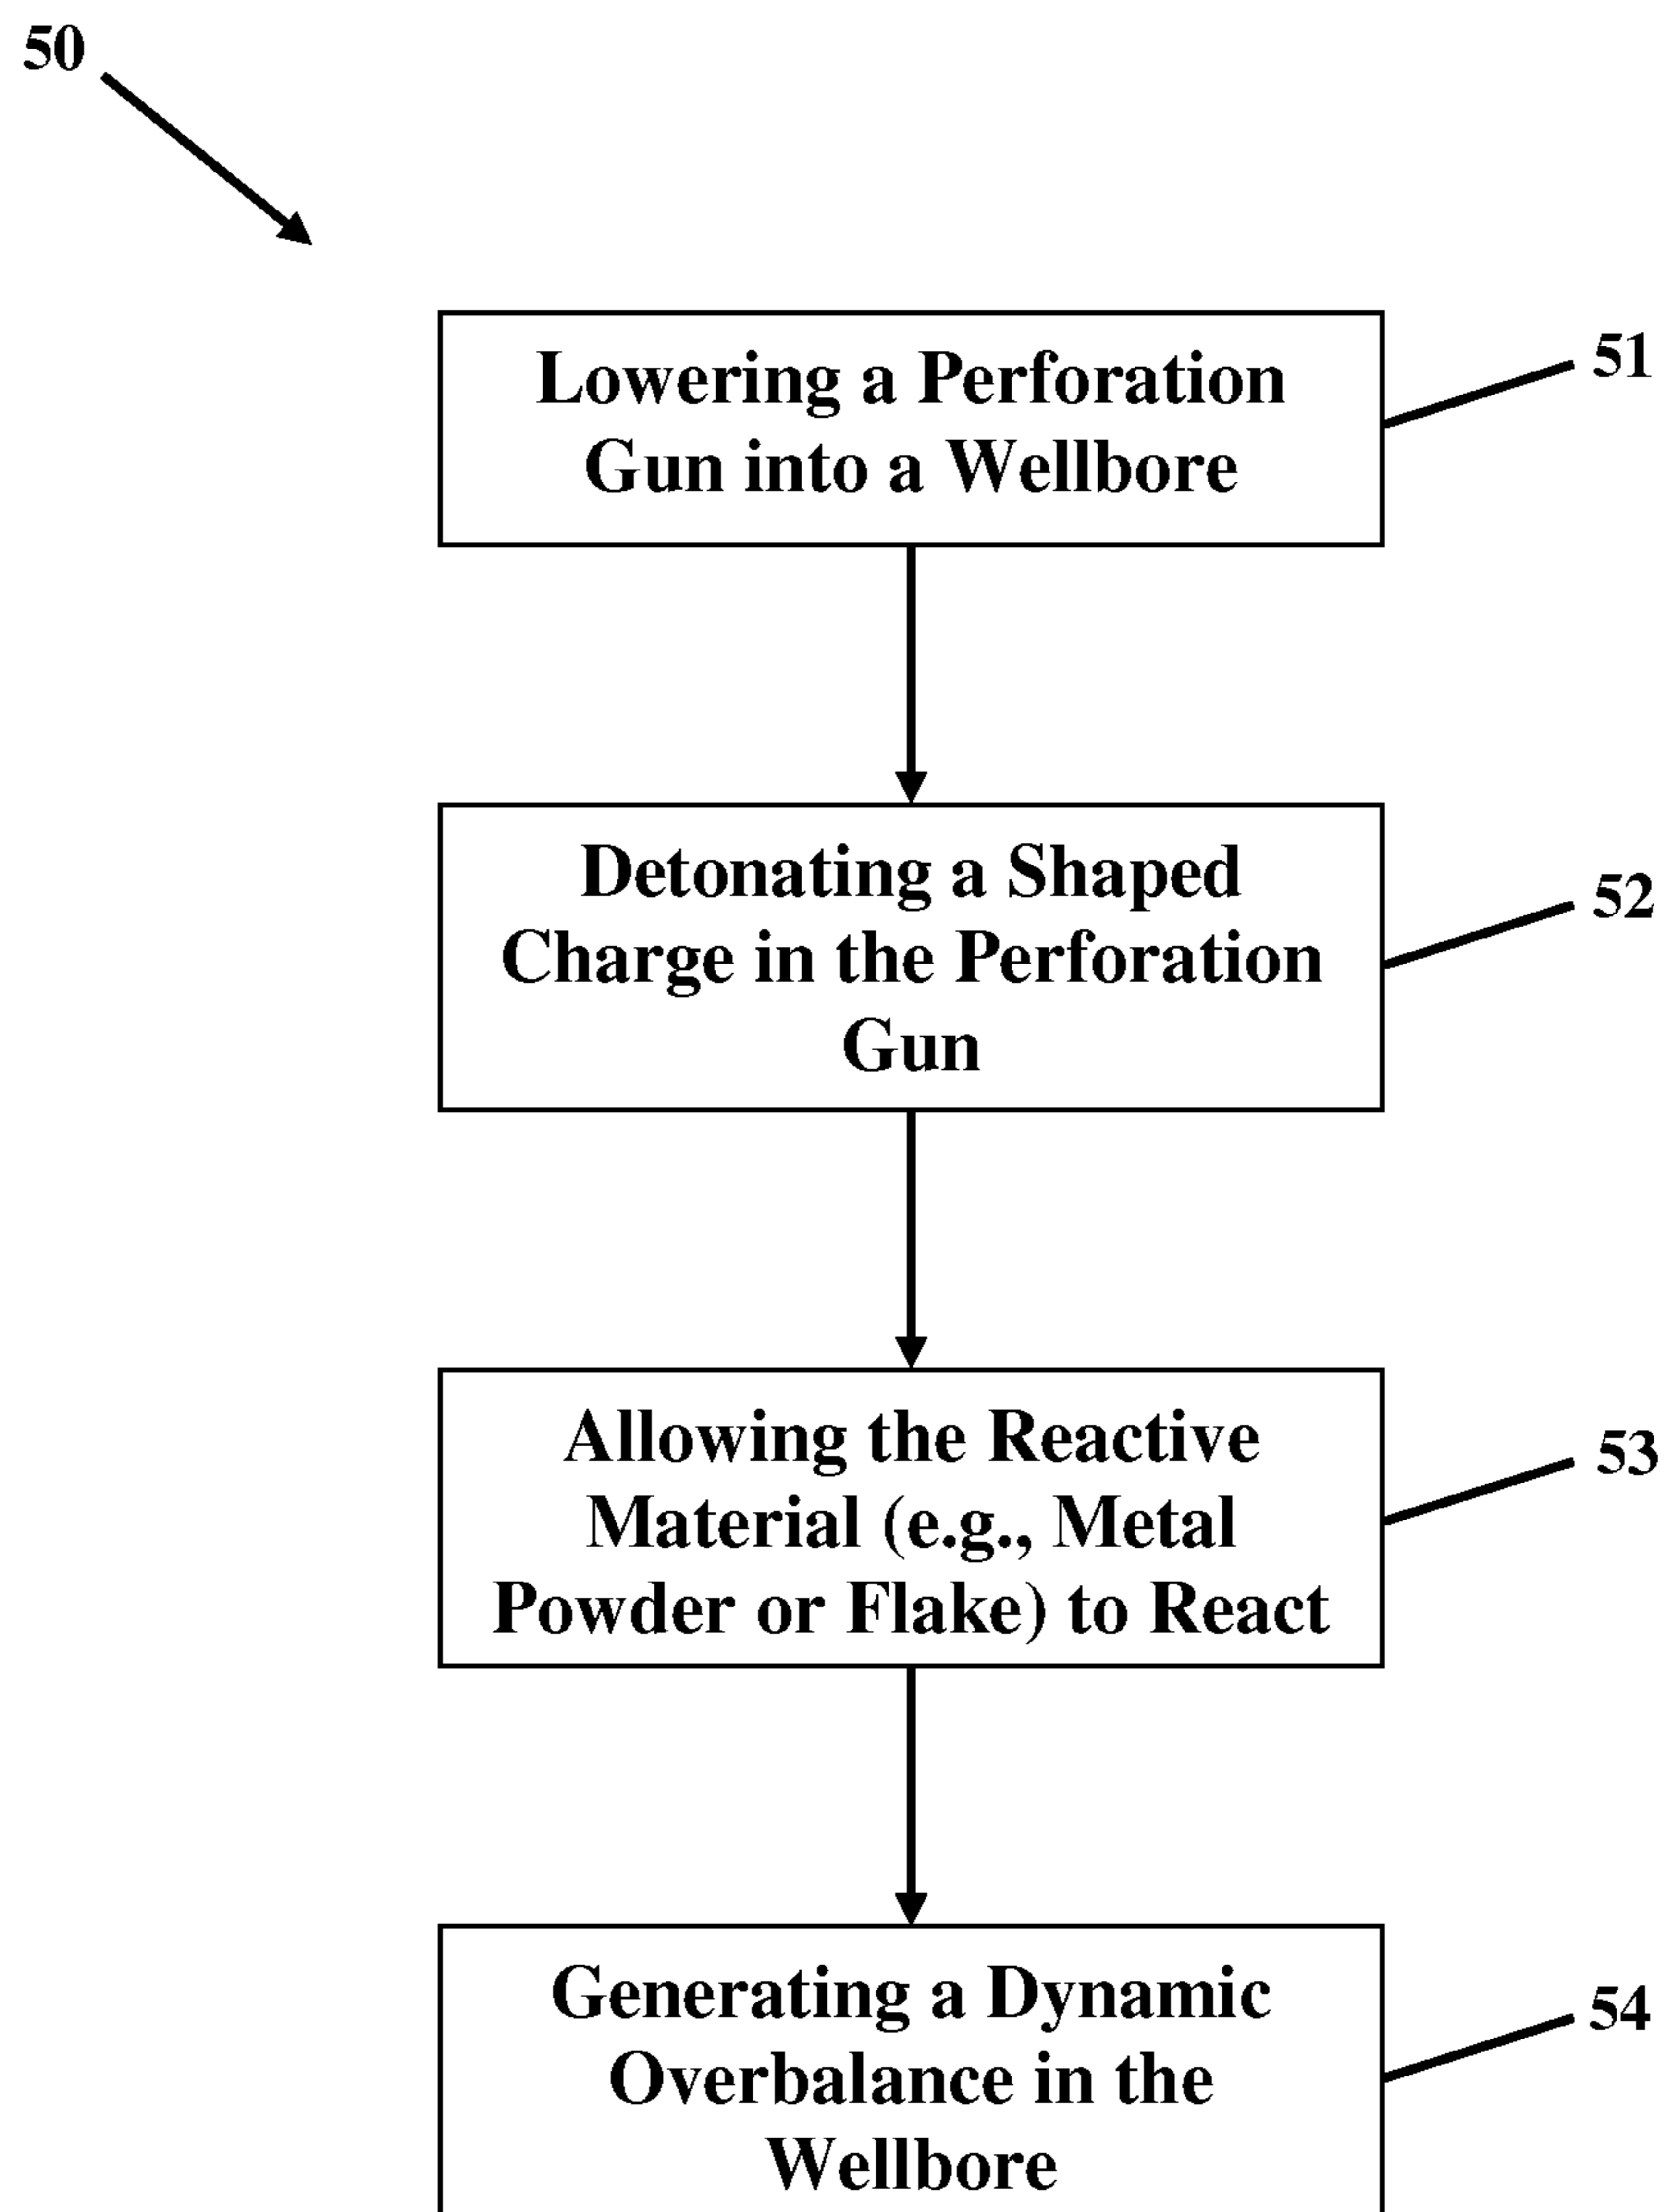 50
Lowering a Perforation
Gun into a Wellbore
51
Detonating a Shaped
Charge in the Perforation
Gun
52
Allowing the Reactive
Material (e.g., Metal
Powder or Flake) to React
53
Generating a Dynamic
Overbalance in the
Wellbore
54